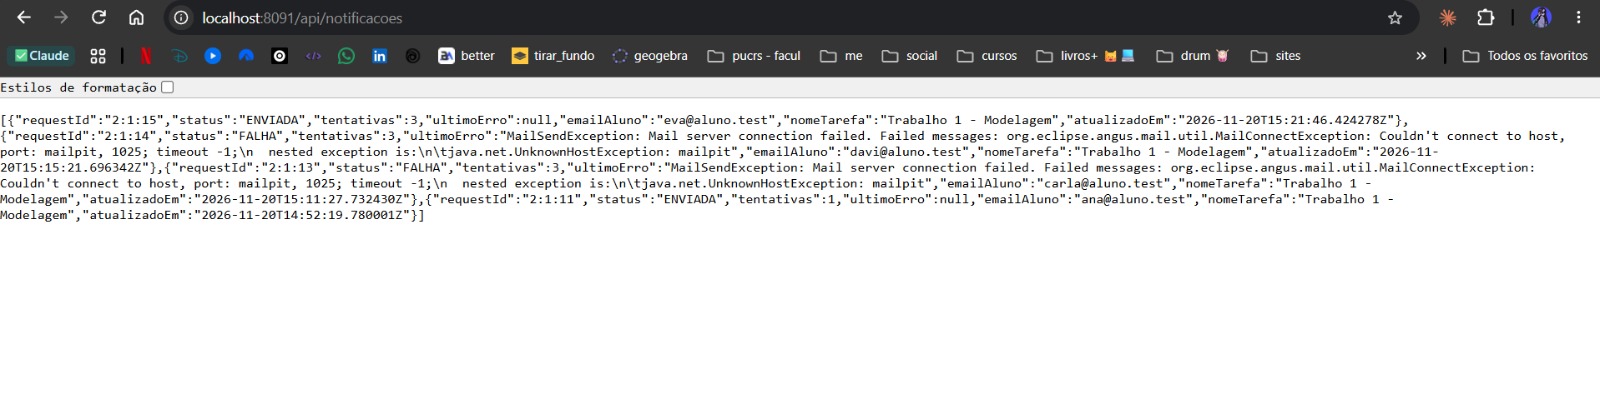 localhost:8091/api/notificacoes
Claude better tirar_fundo geogebra pucrs - facul me social cursos livros+ drum sites » Todos os favoritos
Estilos de formatação
[{"requestId":"2:1:15","status":"ENVIADA","tentativas":3,"ultimoErro":null,"emailAluno":"eva@aluno.test","nomeTarefa":"Trabalho 1 - Modelagem","atualizadoEm":"2026-11-20T15:21:46.424278Z"},
{"requestId":"2:1:14","status":"FALHA","tentativas":3,"ultimoErro":"MailSendException: Mail server connection failed. Failed messages: org.eclipse.angus.mail.util.MailConnectException: Couldn't connect to host,
port: mailpit, 1025; timeout -1;\n  nested exception is:\n\tjava.net.UnknownHostException: mailpit","emailAluno":"davi@aluno.test","nomeTarefa":"Trabalho 1 - Modelagem","atualizadoEm":"2026-11-
20T15:15:21.696342Z"},{"requestId":"2:1:13","status":"FALHA","tentativas":3,"ultimoErro":"MailSendException: Mail server connection failed. Failed messages: org.eclipse.angus.mail.util.MailConnectException:
Couldn't connect to host, port: mailpit, 1025; timeout -1;\n  nested exception is:\n\tjava.net.UnknownHostException: mailpit","emailAluno":"carla@aluno.test","nomeTarefa":"Trabalho 1 -
Modelagem","atualizadoEm":"2026-11-20T15:11:27.732430Z"},{"requestId":"2:1:11","status":"ENVIADA","tentativas":1,"ultimoErro":null,"emailAluno":"ana@aluno.test","nomeTarefa":"Trabalho 1 -
Modelagem","atualizadoEm":"2026-11-20T14:52:19.780001Z"}]